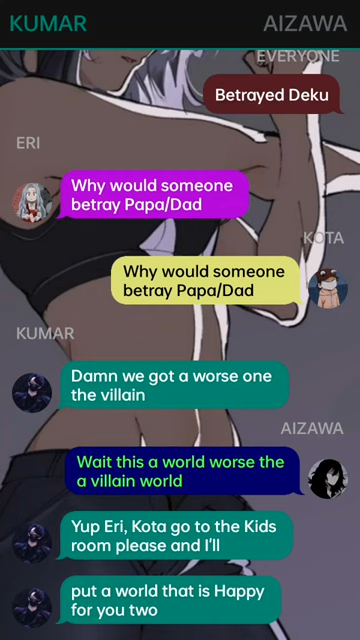 KUMAR
AIZAWA
EVERYONE
Betrayed Deku
ERI
Why would someone
betray Papa/Dad
KOTA
Why would someone
betray Papa/Dad
KUMAR
Damn we got a worse one
the villain
AIZAWA
Wait this a world worse the
a villain world
Yup Eri, Kota go to the Kids
room please and I'll
put a world that is Happy
for you two